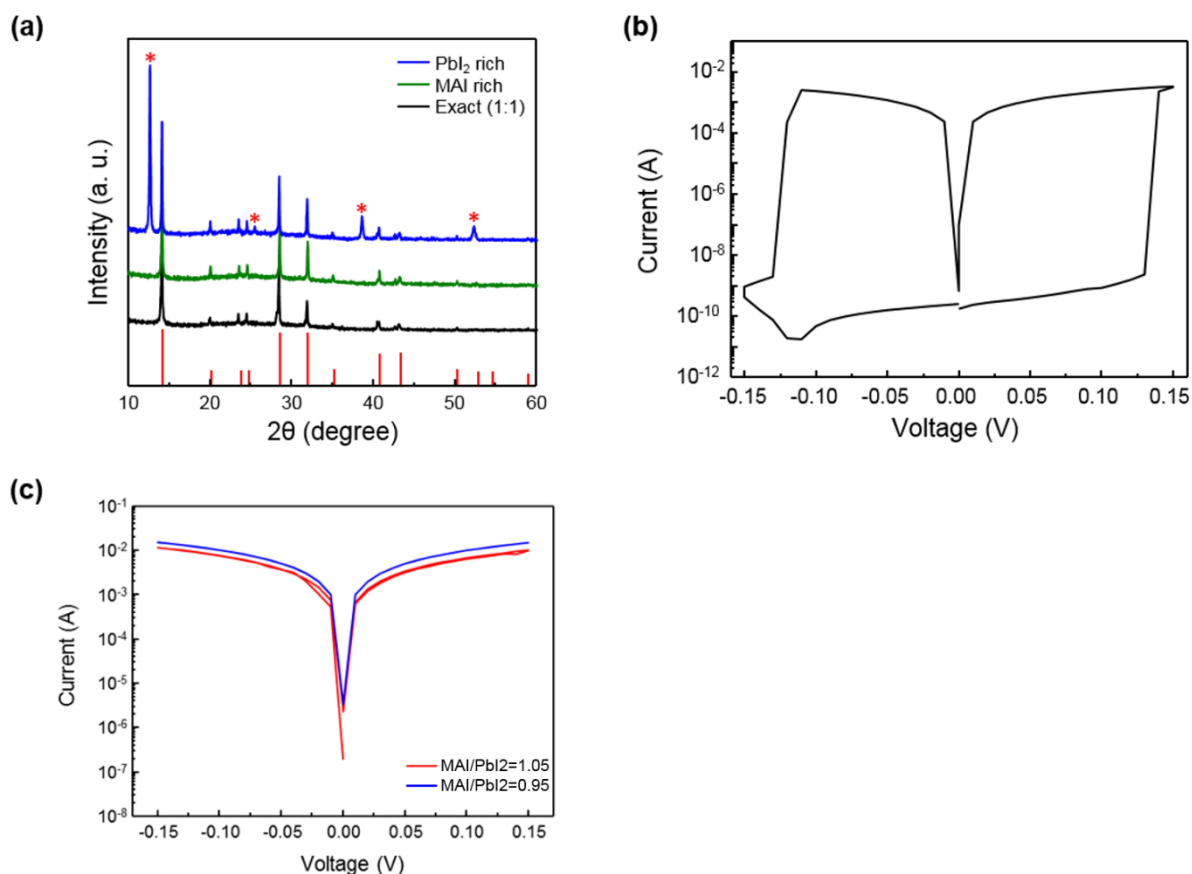 (a)
Intensity (a. u.)
* * * *
PbI₂ rich
MAI rich
Exact (1:1)
10 20 30 40 50 60
2θ (degree)
(b)
Current (A)
10⁻²
10⁻⁴
10⁻⁶
10⁻⁸
10⁻¹⁰
10⁻¹²
-0.15 -0.10 -0.05 0.00 0.05 0.10 0.15
Voltage (V)
(c)
Current (A)
10⁻¹
10⁻²
10⁻³
10⁻⁴
10⁻⁵
10⁻⁶
10⁻⁷
10⁻⁸
MAI/PbI2=1.05
MAI/PbI2=0.95
-0.15 -0.10 -0.05 0.00 0.05 0.10 0.15
Voltage (V)